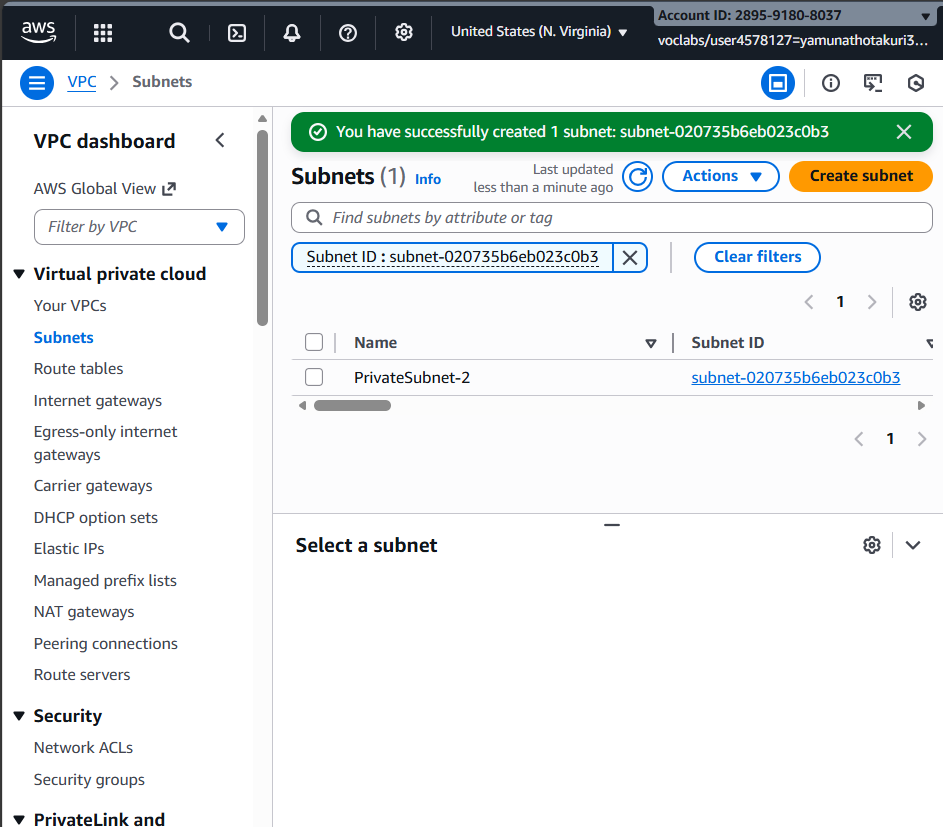 aws
United States (N. Virginia)
Account ID: 2895-9180-8037
voclabs/user4578127=yamunathotakuri3...
VPC
Subnets
VPC dashboard
AWS Global View
Filter by VPC
Virtual private cloud
Your VPCs
Subnets
Route tables
Internet gateways
Egress-only internet
gateways
Carrier gateways
DHCP option sets
Elastic IPs
Managed prefix lists
NAT gateways
Peering connections
Route servers
Security
Network ACLs
Security groups
PrivateLink and
You have successfully created 1 subnet: subnet-020735b6eb023c0b3
Subnets (1) Info
Last updated
less than a minute ago
Actions
Create subnet
Find subnets by attribute or tag
Subnet ID : subnet-020735b6eb023c0b3
Clear filters
1
Name Subnet ID
PrivateSubnet-2 subnet-020735b6eb023c0b3
1
Select a subnet